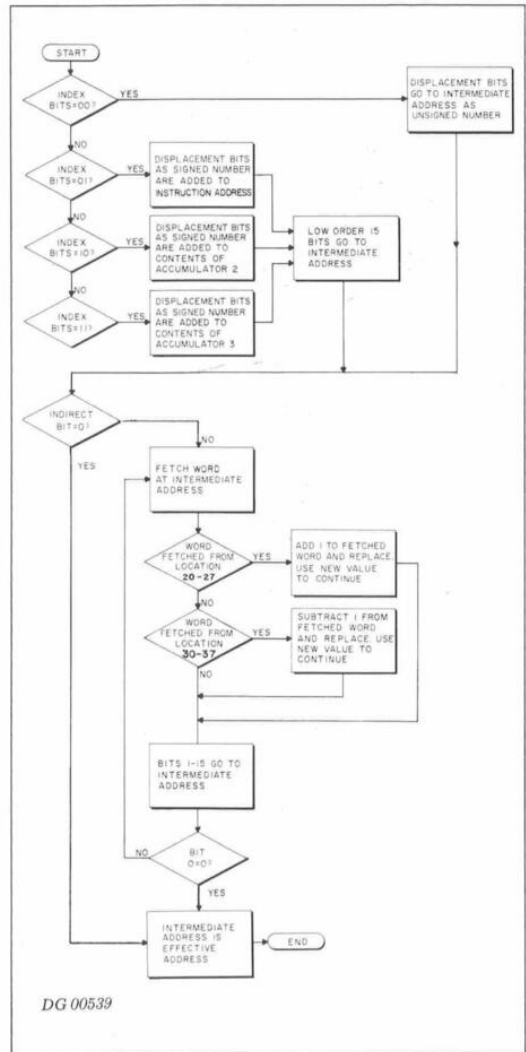 START
INDEX
BITS=00?
YES
DISPLACEMENT BITS
GO TO INTERMEDIATE
ADDRESS AS
UNSIGNED NUMBER
NO
INDEX
BITS=01?
YES
DISPLACEMENT BITS
AS SIGNED NUMBER
ARE ADDED TO
INSTRUCTION ADDRESS
NO
INDEX
BITS=10?
YES
DISPLACEMENT BITS
AS SIGNED NUMBER
ARE ADDED TO
CONTENTS OF
ACCUMULATOR 2
LOW ORDER 15
BITS GO TO
INTERMEDIATE
ADDRESS
NO
INDEX
BITS=11?
YES
DISPLACEMENT BITS
AS SIGNED NUMBER
ARE ADDED TO
CONTENTS OF
ACCUMULATOR 3
INDIRECT
BIT=0?
NO
YES
FETCH WORD
AT INTERMEDIATE
ADDRESS
WORD
FETCHED FROM
LOCATION
20-27
YES
ADD 1 TO FETCHED
WORD AND REPLACE.
USE NEW VALUE
TO CONTINUE
NO
WORD
FETCHED FROM
LOCATION
30-37
YES
SUBTRACT 1 FROM
FETCHED WORD
AND REPLACE. USE
NEW VALUE TO
CONTINUE
NO
BITS 1-15 GO TO
INTERMEDIATE
ADDRESS
NO
BIT
0=0?
YES
INTERMEDIATE
ADDRESS IS
EFFECTIVE
ADDRESS
END
DG 00539